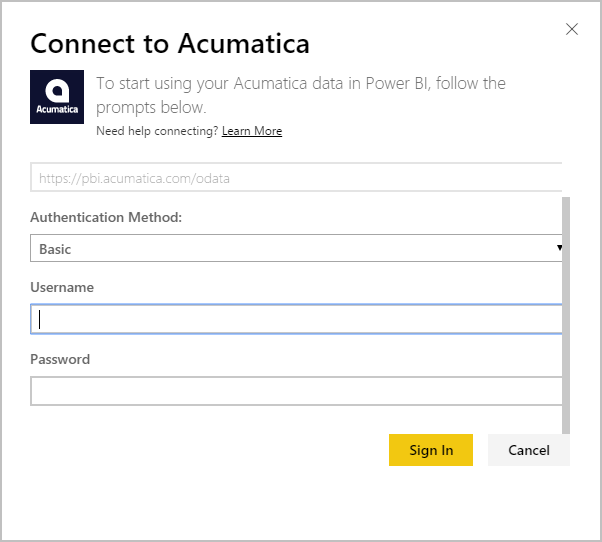 Connect to Acumatica
Acumatica
To start using your Acumatica data in Power BI, follow the
prompts below.
Need help connecting? Learn More
https://pbi.acumatica.com/odata
Authentication Method:
Basic
Username
Password
Sign In
Cancel